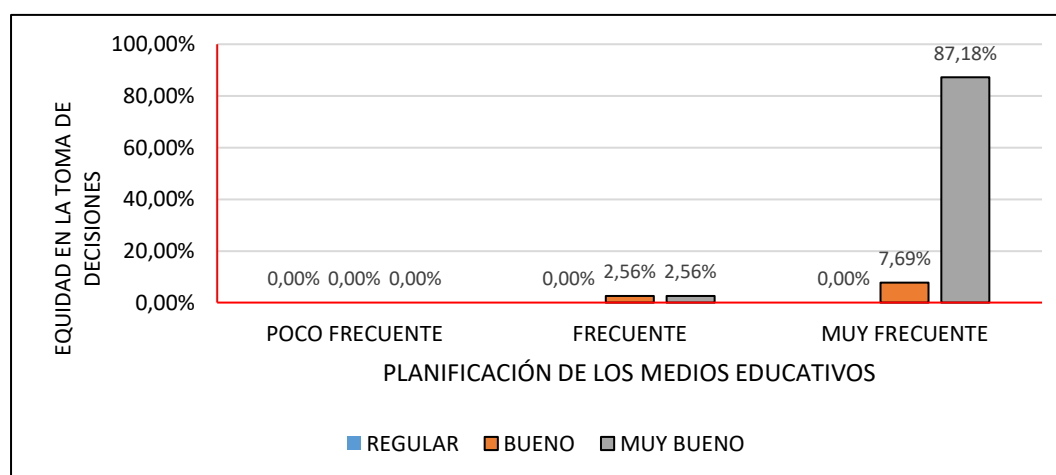 EQUIDAD EN LA TOMA DE
DECISIONES
100,00%
80,00%
60,00%
40,00%
20,00%
0,00%
0,00% 0,00% 0,00%
0,00% 2,56% 2,56%
0,00% 7,69% 87,18%
POCO FRECUENTE FRECUENTE MUY FRECUENTE
PLANIFICACIÓN DE LOS MEDIOS EDUCATIVOS
REGULAR BUENO MUY BUENO